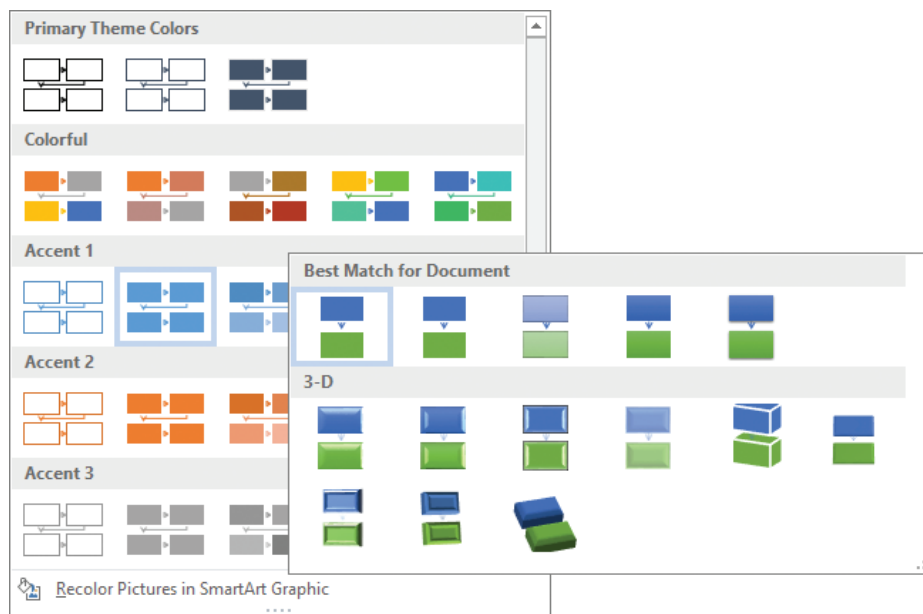 Primary Theme Colors
Colorful
Accent 1
Accent 2
Accent 3
Recolor Pictures in SmartArt Graphic
Best Match for Document
3-D